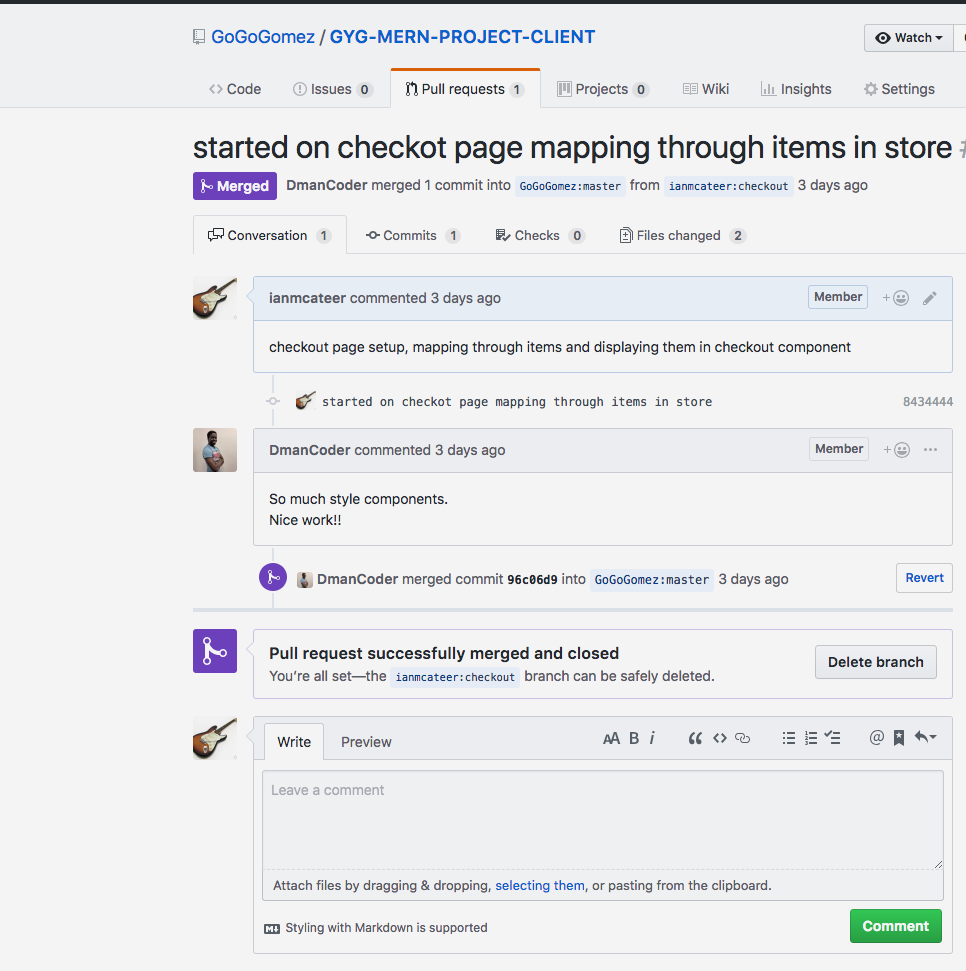 GoGoGomez / GYG-MERN-PROJECT-CLIENT
Watch
Code Issues 0 Pull requests 1 Projects 0 Wiki Insights Settings
started on checkot page mapping through items in store
Merged DmanCoder merged 1 commit into GoGoGomez:master from ianmcateer:checkout 3 days ago
Conversation 1 Commits 1 Checks 0 Files changed 2
ianmcateer commented 3 days ago Member
checkout page setup, mapping through items and displaying them in checkout component
started on checkot page mapping through items in store 8434444
DmanCoder commented 3 days ago Member
So much style components.
Nice work!!
DmanCoder merged commit 96c06d9 into GoGoGomez:master 3 days ago Revert
Pull request successfully merged and closed
You're all set—the ianmcateer:checkout branch can be safely deleted.
Delete branch
Write Preview AA B i
Leave a comment
Attach files by dragging & dropping, selecting them, or pasting from the clipboard.
Styling with Markdown is supported
Comment